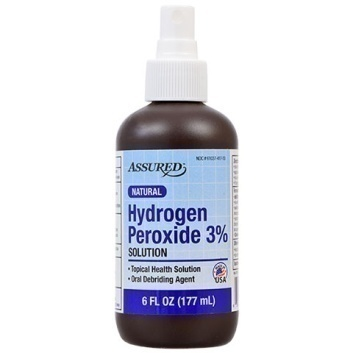 ASSURED
NATURAL
Hydrogen
Peroxide 3%
SOLUTION
• Topical Health Solution
• Oral Debriding Agent
USA
6 FL OZ (177 mL)